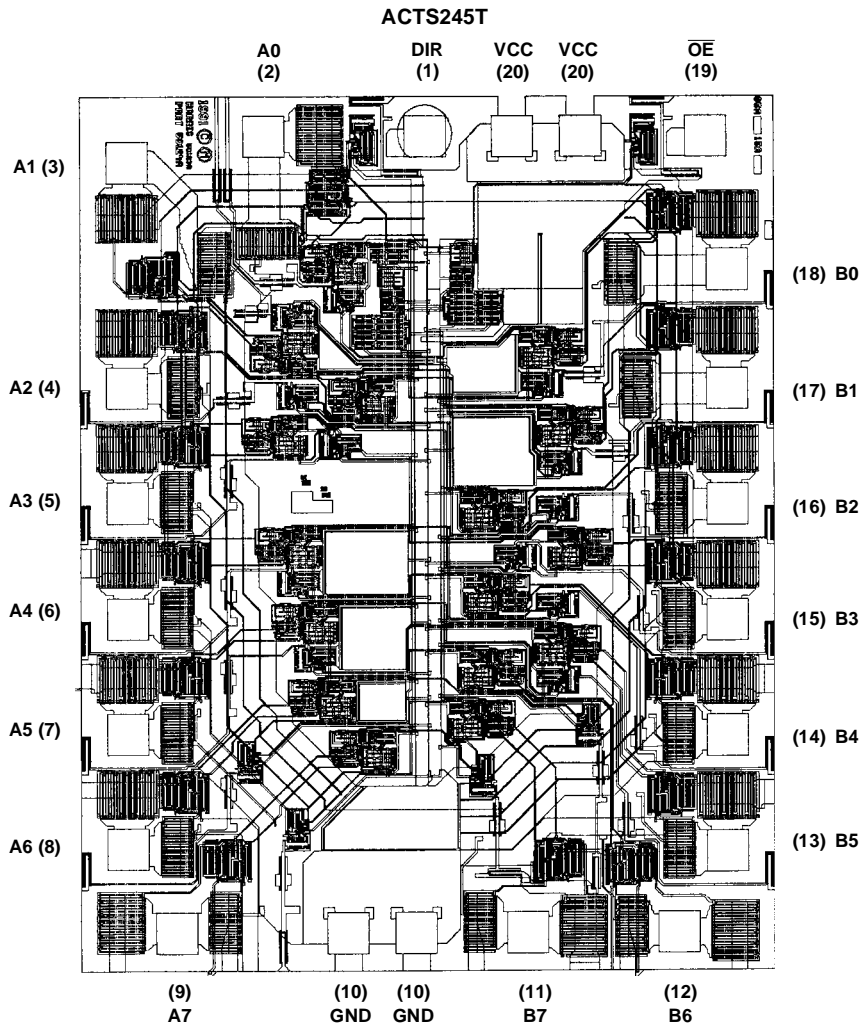 ACTS245T
A0 DIR VCC VCC OE
(2) (1) (20) (20) (19)
1991
A1 (3)
(18) B0
A2 (4)
(17) B1
A3 (5)
(16) B2
A4 (6)
(15) B3
A5 (7)
(14) B4
A6 (8)
(13) B5
(9) (10) (10) (11) (12)
A7 GND GND B7 B6